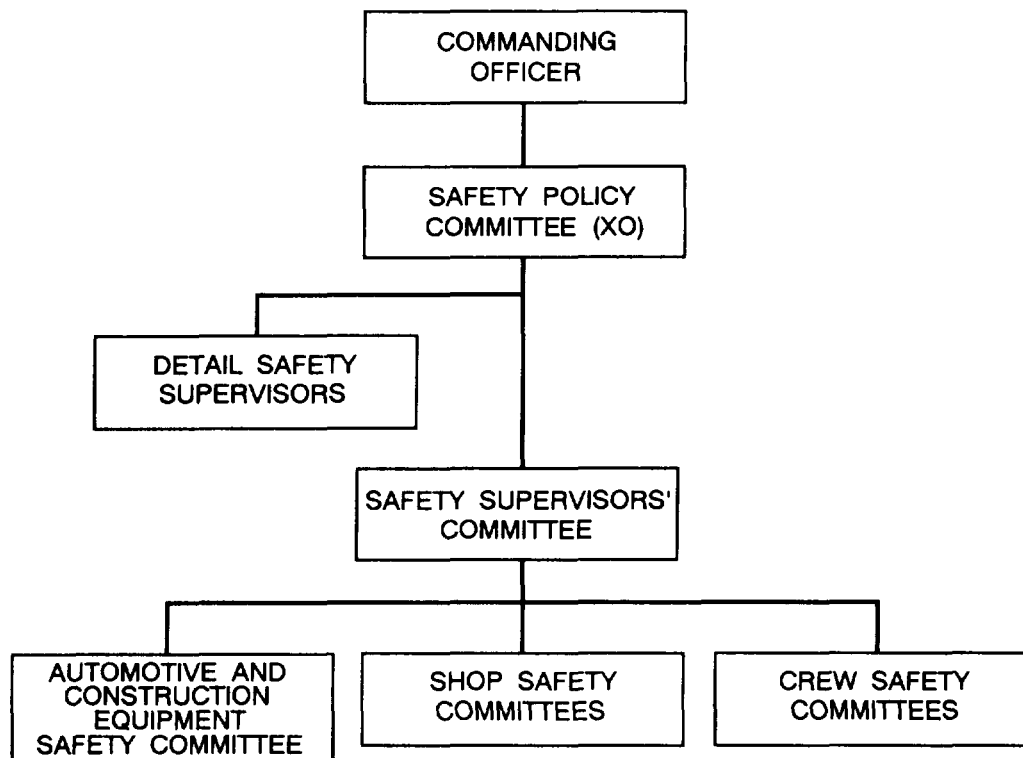 COMMANDING
OFFICER
SAFETY POLICY
COMMITTEE (XO)
DETAIL SAFETY
SUPERVISORS
SAFETY SUPERVISORS'
COMMITTEE
AUTOMOTIVE AND
CONSTRUCTION
EQUIPMENT
SAFETY COMMITTEE
SHOP SAFETY
COMMITTEES
CREW SAFETY
COMMITTEES